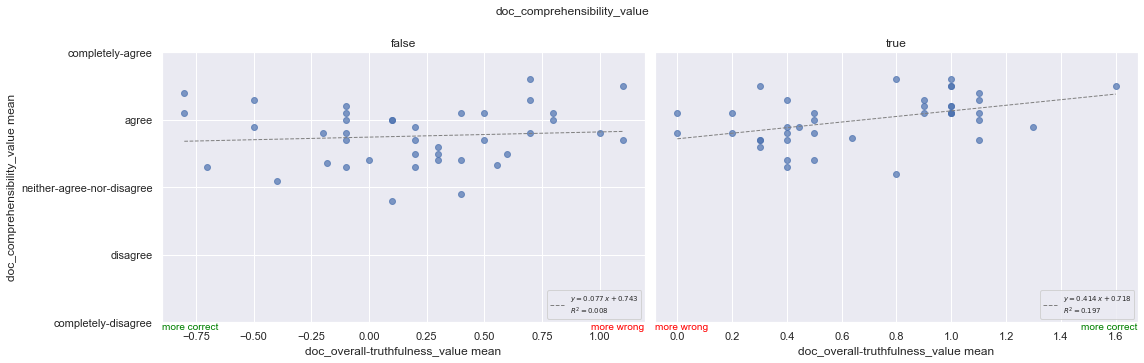 doc_comprehensibility_value
false
true
doc_comprehensibility_value mean
completely-agree
agree
neither-agree-nor-disagree
disagree
completely-disagree
y = 0.077 x + 0.743
R² = 0.008
more correct
more wrong
−0.75
−0.50
−0.25
0.00
0.25
0.50
0.75
1.00
doc_overall-truthfulness_value mean
y = 0.414 x + 0.718
R² = 0.197
more wrong
more correct
0.0
0.2
0.4
0.6
0.8
1.0
1.2
1.4
1.6
doc_overall-truthfulness_value mean